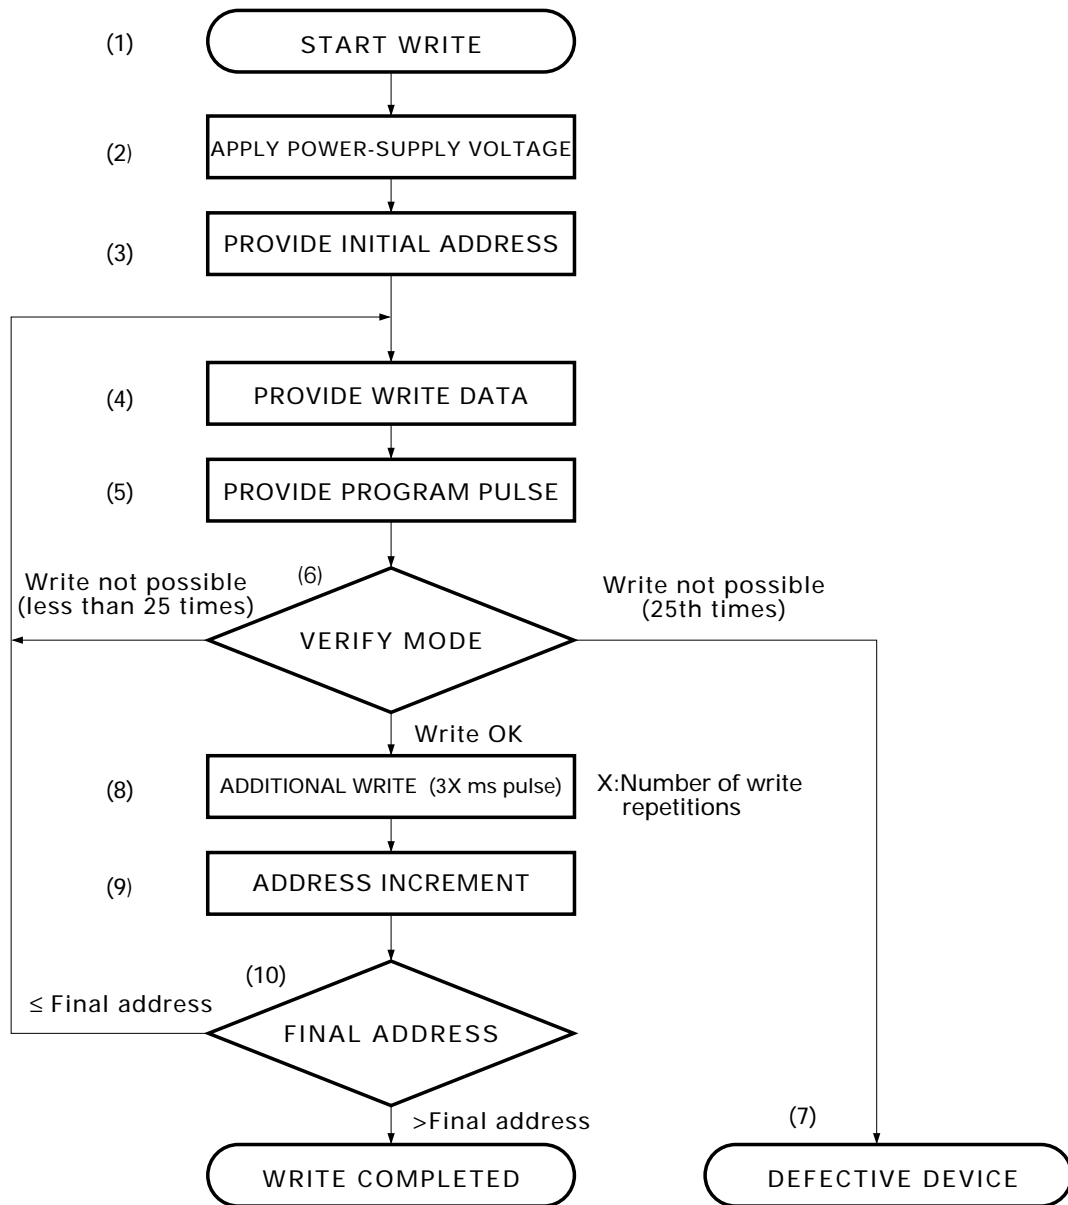 (1)
START WRITE
(2)
APPLY POWER-SUPPLY VOLTAGE
(3)
PROVIDE INITIAL ADDRESS
(4)
PROVIDE WRITE DATA
(5)
PROVIDE PROGRAM PULSE
(6)
Write not possible
(less than 25 times)
VERIFY MODE
Write not possible
(25th times)
Write OK
(8)
ADDITIONAL WRITE (3X ms pulse)
X:Number of write
repetitions
(9)
ADDRESS INCREMENT
(10)
≤ Final address
FINAL ADDRESS
>Final address
(7)
WRITE COMPLETED
DEFECTIVE DEVICE